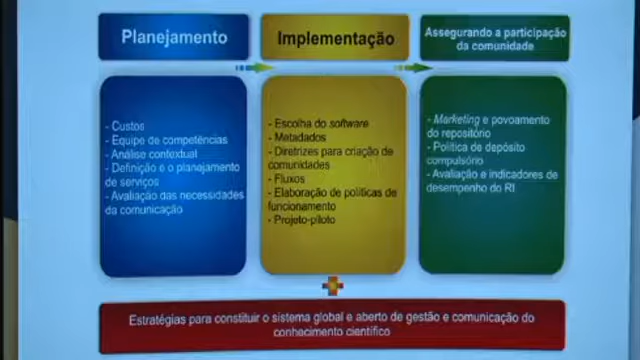 Planejamento
- Custos
- Equipe de competências
- Análise contextual
- Definição e o planejamento
de serviços
- Avaliação das necessidades
da comunicação
Implementação
- Escolha do software
- Metadados
- Diretrizes para criação de
comunidades
- Fluxos
- Elaboração de políticas de
funcionamento
- Projeto-piloto
Assegurando a participação
da comunidade
- Marketing e povoamento
do repositório
- Política de depósito
compulsório
- Avaliação e indicadores de
desempenho do RI
Estratégias para constituir o sistema global e aberto de gestão e comunicação do
conhecimento científico